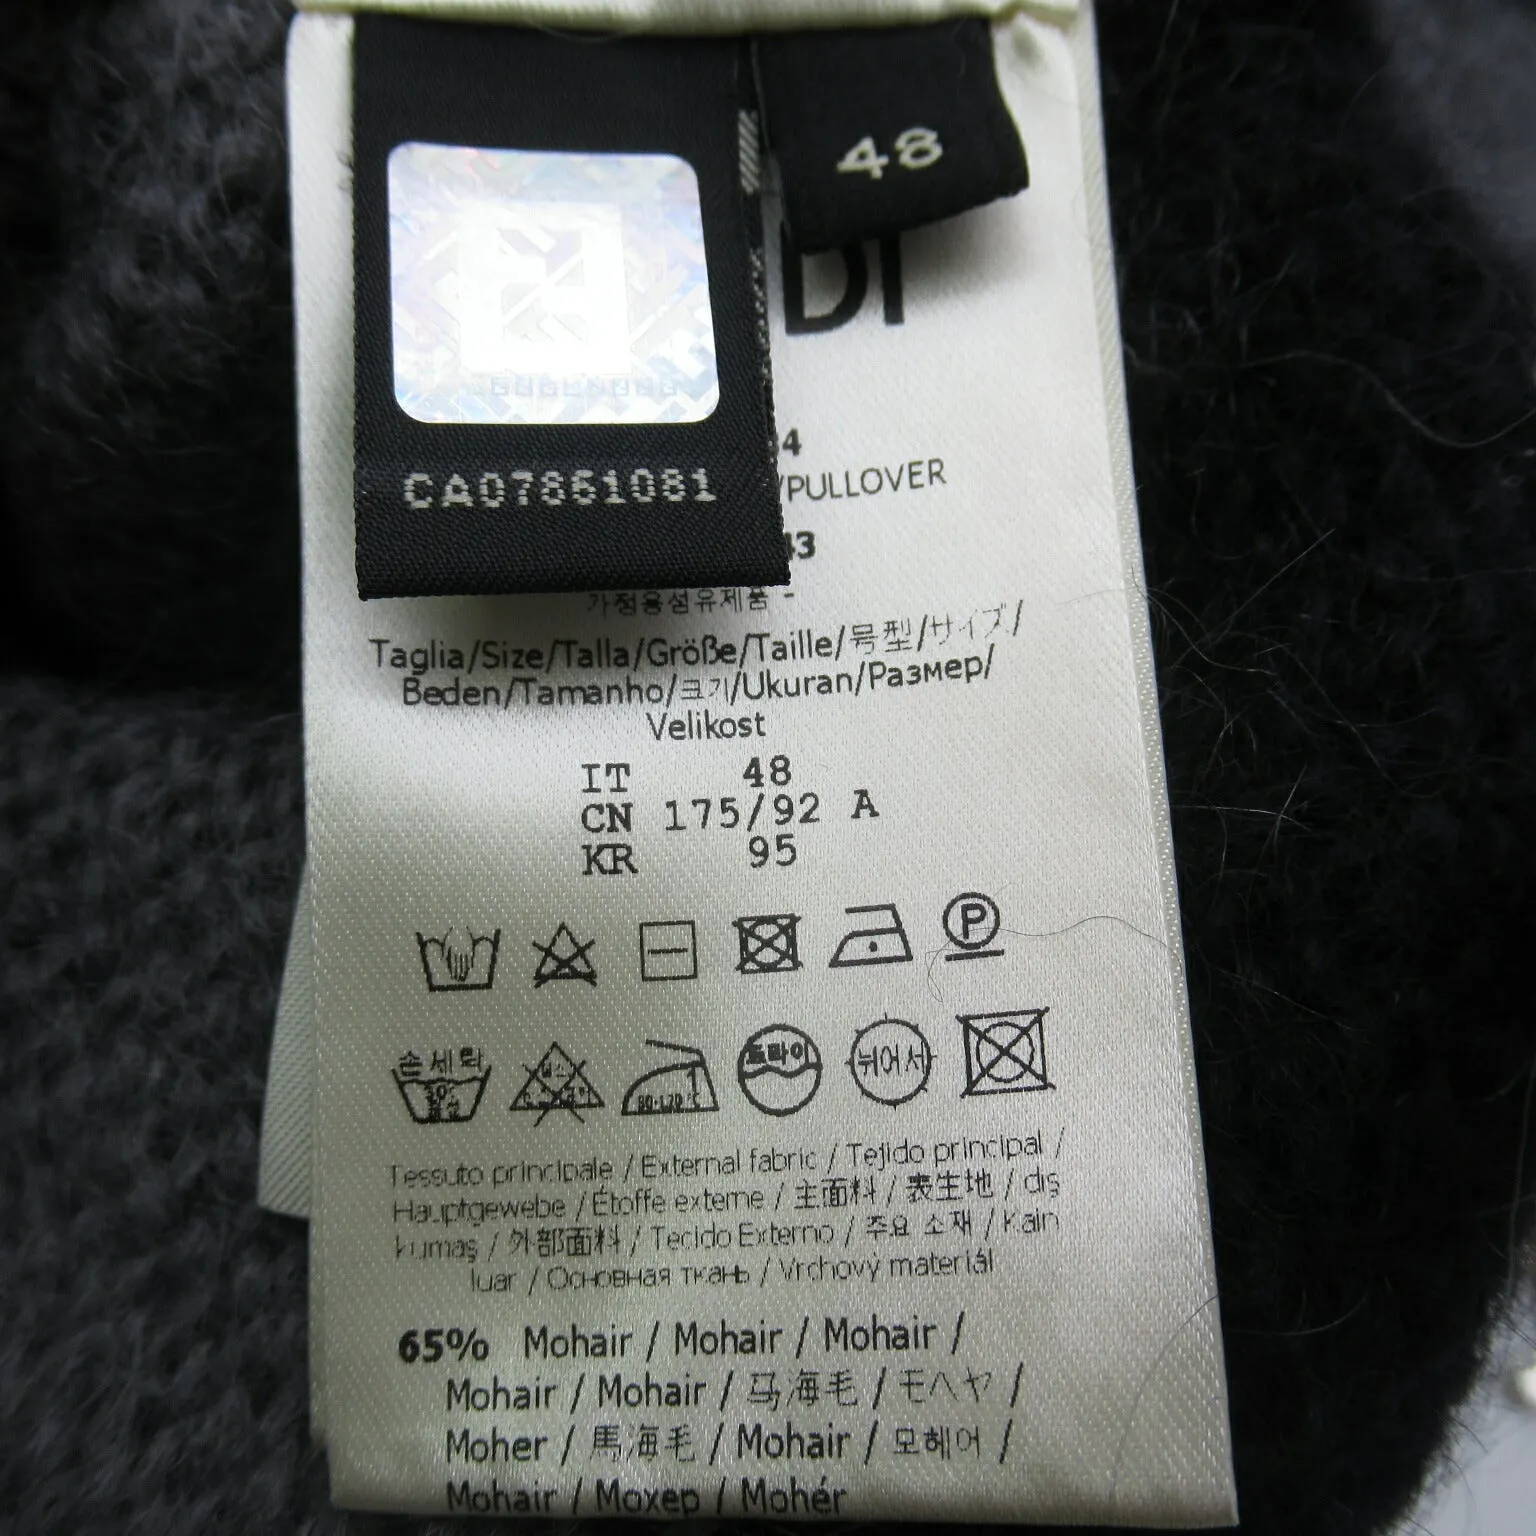 48
DI
CA07861081
/PULLOVER
가정용섬유제품 -
Taglia/Size/Talla/Größe/Taille/号型/サイズ/
Beden/Tamanho/크기/Ukuran/Размер/
Velikost
IT 48
CN 175/92 A
KR 95
P
손세탁
30°
80-120°C
드라이
뉘어서
Tessuto principale / External fabric / Tejido principal /
Hauptgewebe / Étoffe externe / 主面料 / 表生地 / dış
kumaş / 外部面料 / Tecido Externo / 주요 소재 / Kain
luar / Основная ткань / Vrchový materiál
65% Mohair / Mohair / Mohair /
Mohair / Mohair / 马海毛 / モヘヤ /
Moher / 馬海毛 / Mohair / 모헤어 /
Mohair / Мохер / Mohér